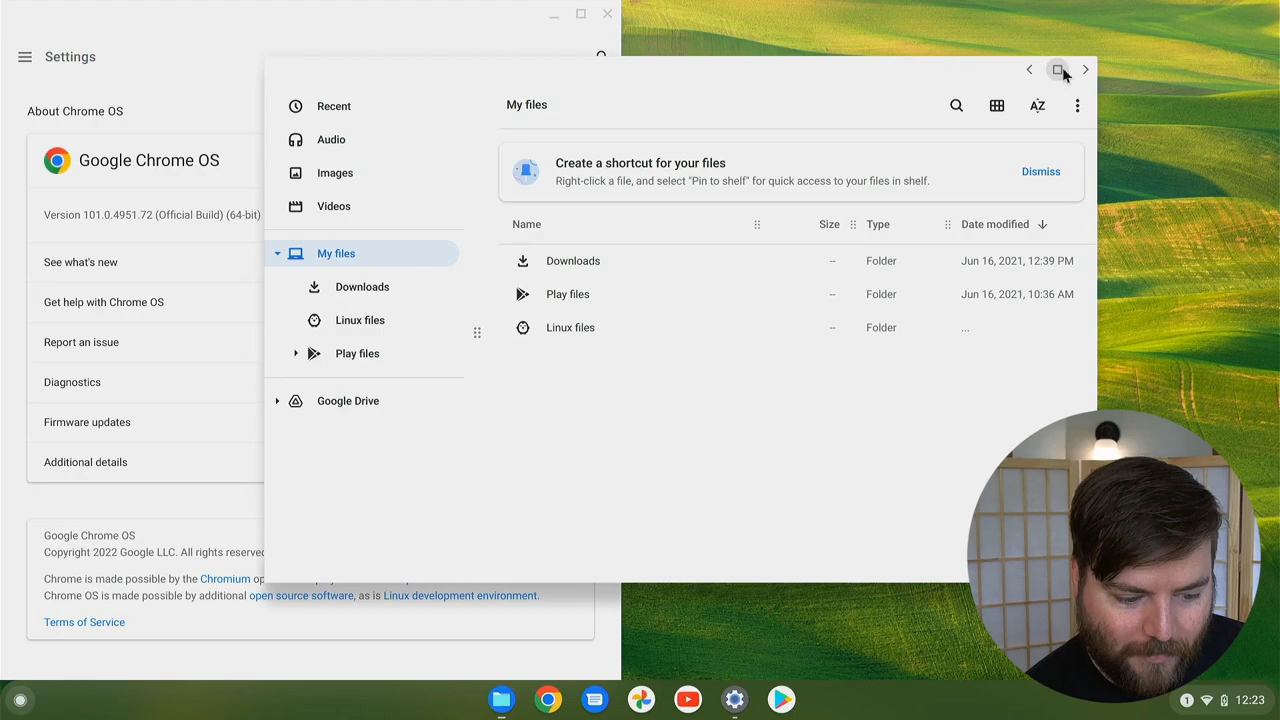 Settings
About Chrome OS
Google Chrome OS
Version 101.0.4951.72 (Official Build) (64-bit)
See what's new
Get help with Chrome OS
Report an issue
Diagnostics
Firmware updates
Additional details
Google Chrome OS
Copyright 2022 Google LLC. All rights reserved
Chrome is made possible by the Chromium op
Chrome OS is made possible by additional open source software, as is Linux development environment.
Terms of Service
Recent
Audio
Images
Videos
My files
Downloads
Linux files
Play files
Google Drive
My files
AZ
Create a shortcut for your files
Right-click a file, and select "Pin to shelf" for quick access to your files in shelf.
Dismiss
Name Size Type Date modified
Downloads -- Folder Jun 16, 2021, 12:39 PM
Play files -- Folder Jun 16, 2021, 10:36 AM
Linux files -- Folder ...
1 12:23